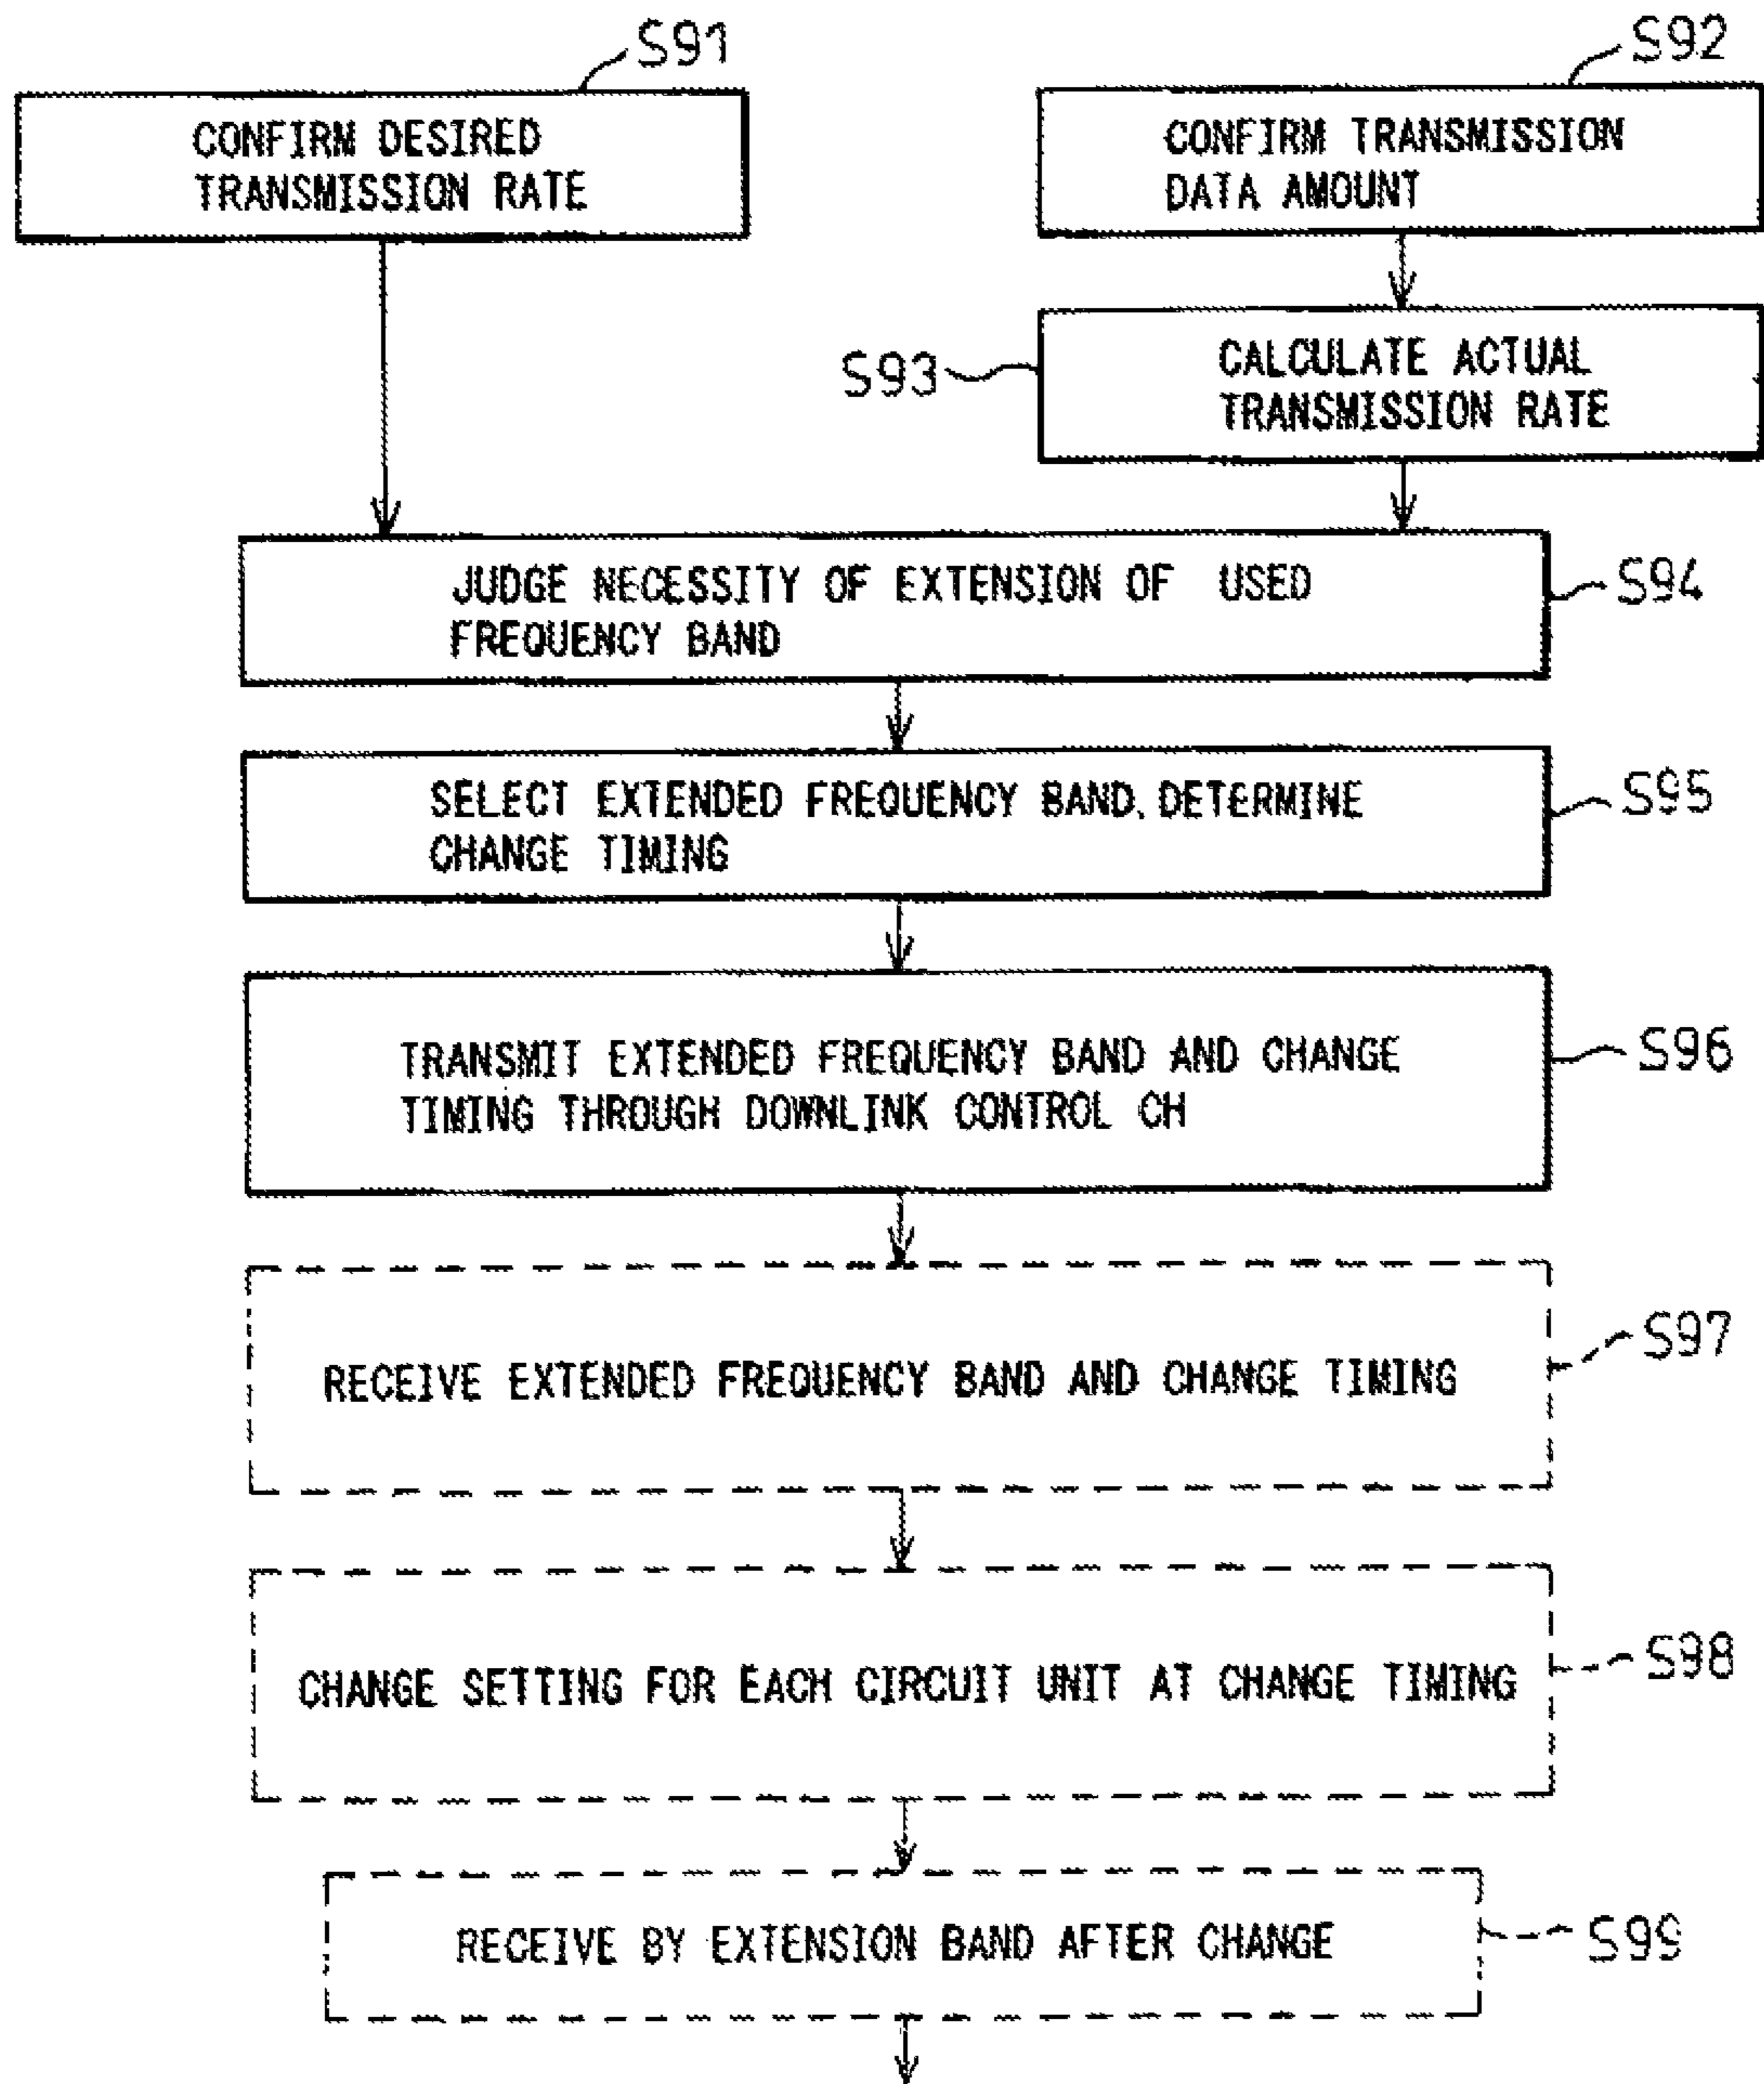 S91
CONFIRM DESIRED
TRANSMISSION RATE
S92
CONFIRM TRANSMISSION
DATA AMOUNT
S93
CALCULATE ACTUAL
TRANSMISSION RATE
JUDGE NECESSITY OF EXTENSION OF USED
FREQUENCY BAND
S94
SELECT EXTENDED FREQUENCY BAND, DETERMINE
CHANGE TIMING
S95
TRANSMIT EXTENDED FREQUENCY BAND AND CHANGE
TIMING THROUGH DOWNLINK CONTROL CH
S96
RECEIVE EXTENDED FREQUENCY BAND AND CHANGE TIMING
S97
CHANGE SETTING FOR EACH CIRCUIT UNIT AT CHANGE TIMING
S98
RECEIVE BY EXTENSION BAND AFTER CHANGE
S99